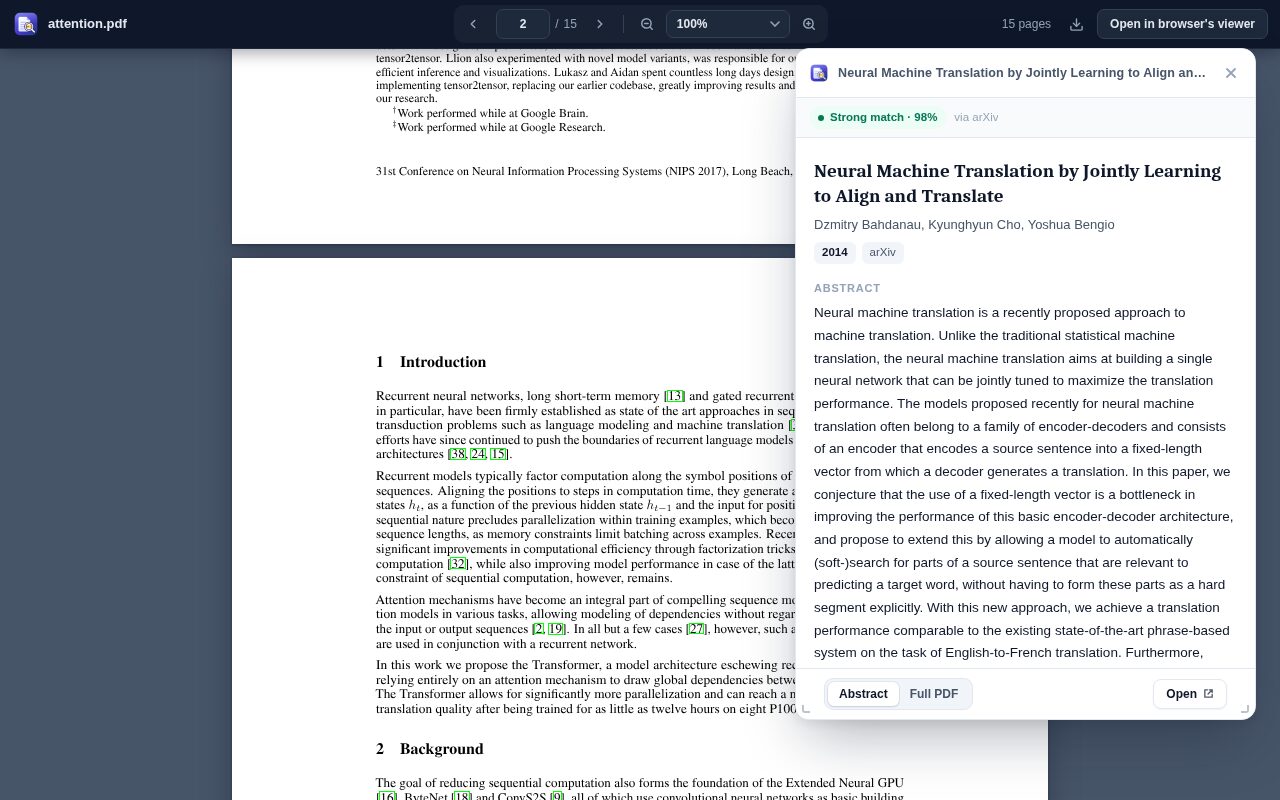 attention.pdf
2 / 15
100%
15 pages
Open in browser's viewer
tensor2tensor. Llion also experimented with novel model variants, was responsible for
efficient inference and visualizations. Lukasz and Aidan spent countless long days design
implementing tensor2tensor, replacing our earlier codebase, greatly improving results and
our research.
†Work performed while at Google Brain.
‡Work performed while at Google Research.
31st Conference on Neural Information Processing Systems (NIPS 2017), Long Beach,
1 Introduction
Recurrent neural networks, long short-term memory [13] and gated recurrent
in particular, have been firmly established as state of the art approaches in seq
transduction problems such as language modeling and machine translation [
efforts have since continued to push the boundaries of recurrent language models
architectures [38, 24, 15].
Recurrent models typically factor computation along the symbol positions of
sequences. Aligning the positions to steps in computation time, they generate a
states hₜ, as a function of the previous hidden state hₜ₋₁ and the input for positi
sequential nature precludes parallelization within training examples, which beco
sequence lengths, as memory constraints limit batching across examples. Recen
significant improvements in computational efficiency through factorization tricks
computation [32], while also improving model performance in case of the latt
constraint of sequential computation, however, remains.
Attention mechanisms have become an integral part of compelling sequence mo
tion models in various tasks, allowing modeling of dependencies without regar
the input or output sequences [2, 19]. In all but a few cases [27], however, such a
are used in conjunction with a recurrent network.
In this work we propose the Transformer, a model architecture eschewing rec
relying entirely on an attention mechanism to draw global dependencies betw
The Transformer allows for significantly more parallelization and can reach a n
translation quality after being trained for as little as twelve hours on eight P100
2 Background
The goal of reducing sequential computation also forms the foundation of the Extended Neural GPU
[16], ByteNet [18] and ConvS2S [9], all of which use convolutional neural networks as basic building
Neural Machine Translation by Jointly Learning to Align an...
Strong match · 98%
via arXiv
Neural Machine Translation by Jointly Learning
to Align and Translate
Dzmitry Bahdanau, Kyunghyun Cho, Yoshua Bengio
2014
arXiv
ABSTRACT
Neural machine translation is a recently proposed approach to
machine translation. Unlike the traditional statistical machine
translation, the neural machine translation aims at building a single
neural network that can be jointly tuned to maximize the translation
performance. The models proposed recently for neural machine
translation often belong to a family of encoder-decoders and consists
of an encoder that encodes a source sentence into a fixed-length
vector from which a decoder generates a translation. In this paper, we
conjecture that the use of a fixed-length vector is a bottleneck in
improving the performance of this basic encoder-decoder architecture,
and propose to extend this by allowing a model to automatically
(soft-)search for parts of a source sentence that are relevant to
predicting a target word, without having to form these parts as a hard
segment explicitly. With this new approach, we achieve a translation
performance comparable to the existing state-of-the-art phrase-based
system on the task of English-to-French translation. Furthermore,
Abstract
Full PDF
Open